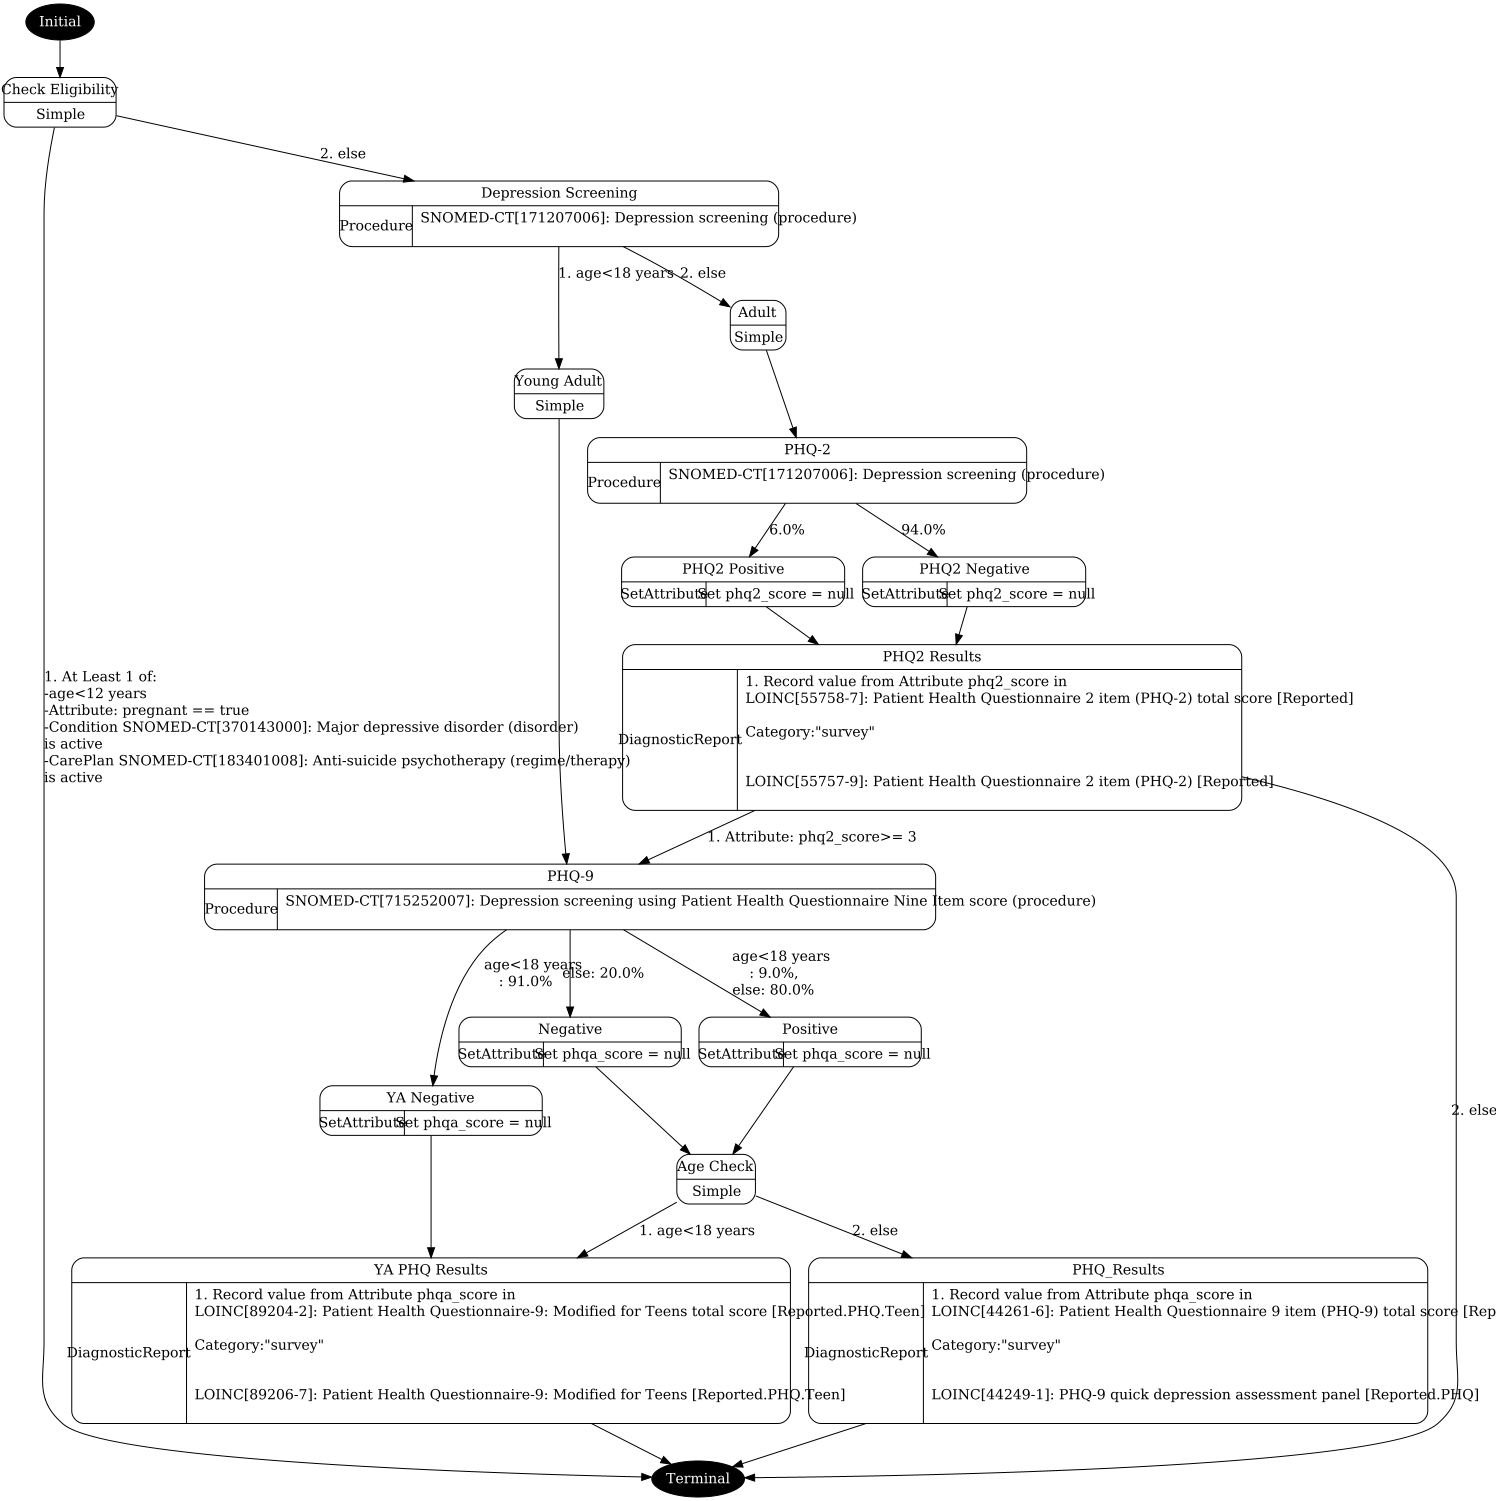 Initial
Check Eligibility
Simple
2. else
Depression Screening
Procedure
SNOMED-CT[171207006]: Depression screening (procedure)
1. age<18 years
2. else
Adult
Simple
Young Adult
Simple
PHQ-2
Procedure
SNOMED-CT[171207006]: Depression screening (procedure)
6.0%
94.0%
PHQ2 Positive
SetAttribute
Set phq2_score = null
PHQ2 Negative
SetAttribute
Set phq2_score = null
1. At Least 1 of:
-age<12 years
-Attribute: pregnant == true
-Condition SNOMED-CT[370143000]: Major depressive disorder (disorder)
is active
-CarePlan SNOMED-CT[183401008]: Anti-suicide psychotherapy (regime/therapy)
is active
PHQ2 Results
DiagnosticReport
1. Record value from Attribute phq2_score in
LOINC[55758-7]: Patient Health Questionnaire 2 item (PHQ-2) total score [Reported]
Category:"survey"
LOINC[55757-9]: Patient Health Questionnaire 2 item (PHQ-2) [Reported]
1. Attribute: phq2_score>= 3
PHQ-9
Procedure
SNOMED-CT[715252007]: Depression screening using Patient Health Questionnaire Nine Item score (procedure)
age<18 years
: 91.0%
else: 20.0%
age<18 years
: 9.0%,
else: 80.0%
Negative
SetAttribute
Set phqa_score = null
Positive
SetAttribute
Set phqa_score = null
YA Negative
SetAttribute
Set phqa_score = null
2. else
Age Check
Simple
1. age<18 years
2. else
YA PHQ Results
DiagnosticReport
1. Record value from Attribute phqa_score in
LOINC[89204-2]: Patient Health Questionnaire-9: Modified for Teens total score [Reported.PHQ.Teen]
Category:"survey"
LOINC[89206-7]: Patient Health Questionnaire-9: Modified for Teens [Reported.PHQ.Teen]
PHQ_Results
DiagnosticReport
1. Record value from Attribute phqa_score in
LOINC[44261-6]: Patient Health Questionnaire 9 item (PHQ-9) total score [Rep
Category:"survey"
LOINC[44249-1]: PHQ-9 quick depression assessment panel [Reported.PHQ]
Terminal